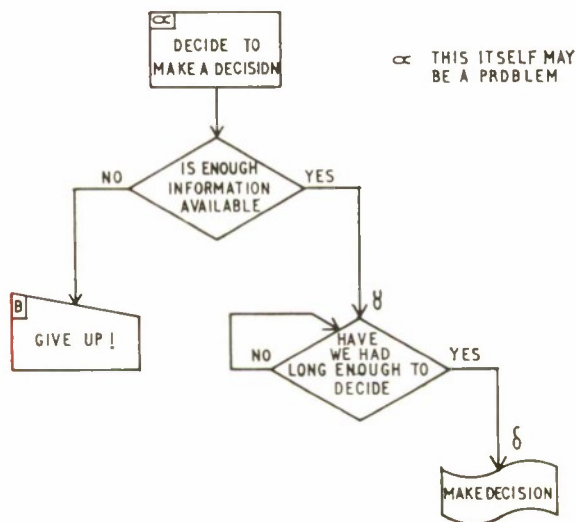 α
DECIDE TO
MAKE A DECISION
α THIS ITSELF MAY
BE A PROBLEM
IS ENOUGH
INFORMATION
AVAILABLE
NO
YES
B
GIVE UP!
γ
HAVE
WE HAD
LONG ENOUGH TO
DECIDE
NO
YES
δ
MAKE DECISION